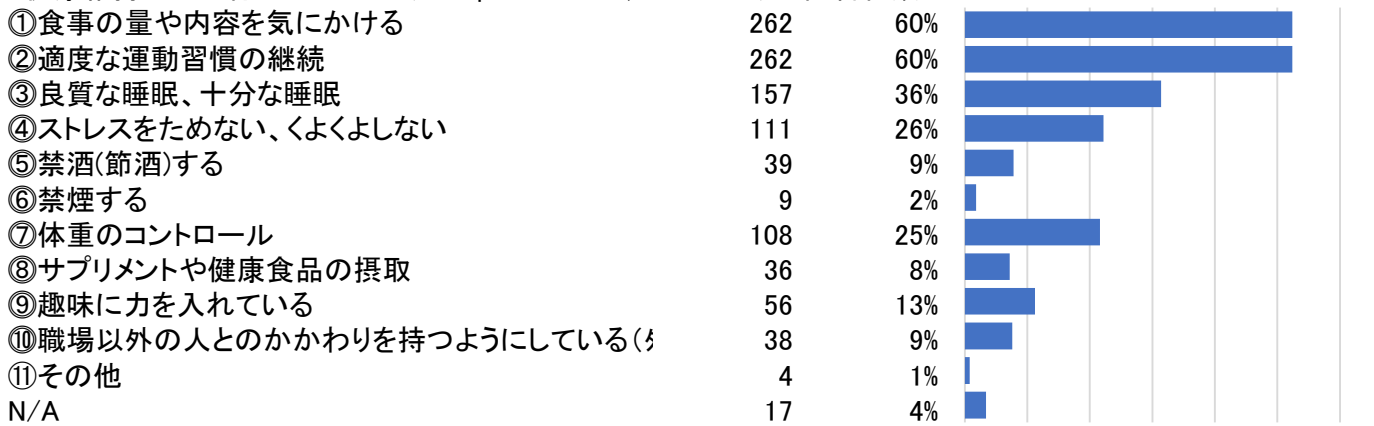 ①食事の量や内容を気にかける 262 60%
②適度な運動習慣の継続 262 60%
③良質な睡眠、十分な睡眠 157 36%
④ストレスをためない、くよくよしない 111 26%
⑤禁酒(節酒)する 39 9%
⑥禁煙する 9 2%
⑦体重のコントロール 108 25%
⑧サプリメントや健康食品の摂取 36 8%
⑨趣味に力を入れている 56 13%
⑩職場以外の人とのかかわりを持つようにしている( 38 9%
⑪その他 4 1%
N/A 17 4%